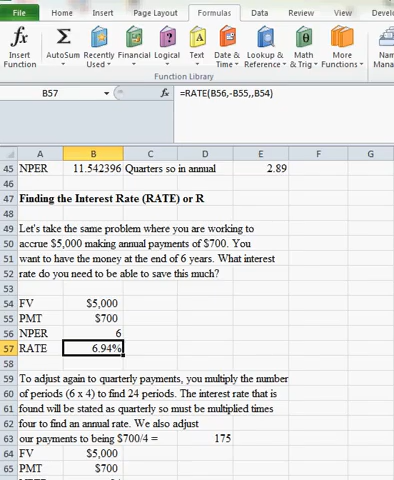 File Home Insert Page Layout Formulas Data Review View
Insert Function AutoSum Recently Used Financial Logical Text Date & Time Lookup & Reference Math & Trig More Functions
Function Library
B57 fx =RATE(B56,-B55,,B54)
A B C D E F G
45 NPER 11.542396 Quarters so in annual 2.89
46
47 Finding the Interest Rate (RATE) or R
48
49 Let's take the same problem where you are working to
50 accrue $5,000 making annual payments of $700. You
51 want to have the money at the end of 6 years. What interest
52 rate do you need to be able to save this much?
53
54 FV $5,000
55 PMT $700
56 NPER 6
57 RATE 6.94%
58
59 To adjust again to quarterly payments, you multiply the number
60 of periods (6 x 4) to find 24 periods. The interest rate that is
61 found will be stated as quarterly so must be multiplied times
62 four to find an annual rate. We also adjust
63 our payments to being $700/4 = 175
64 FV $5,000
65 PMT $700